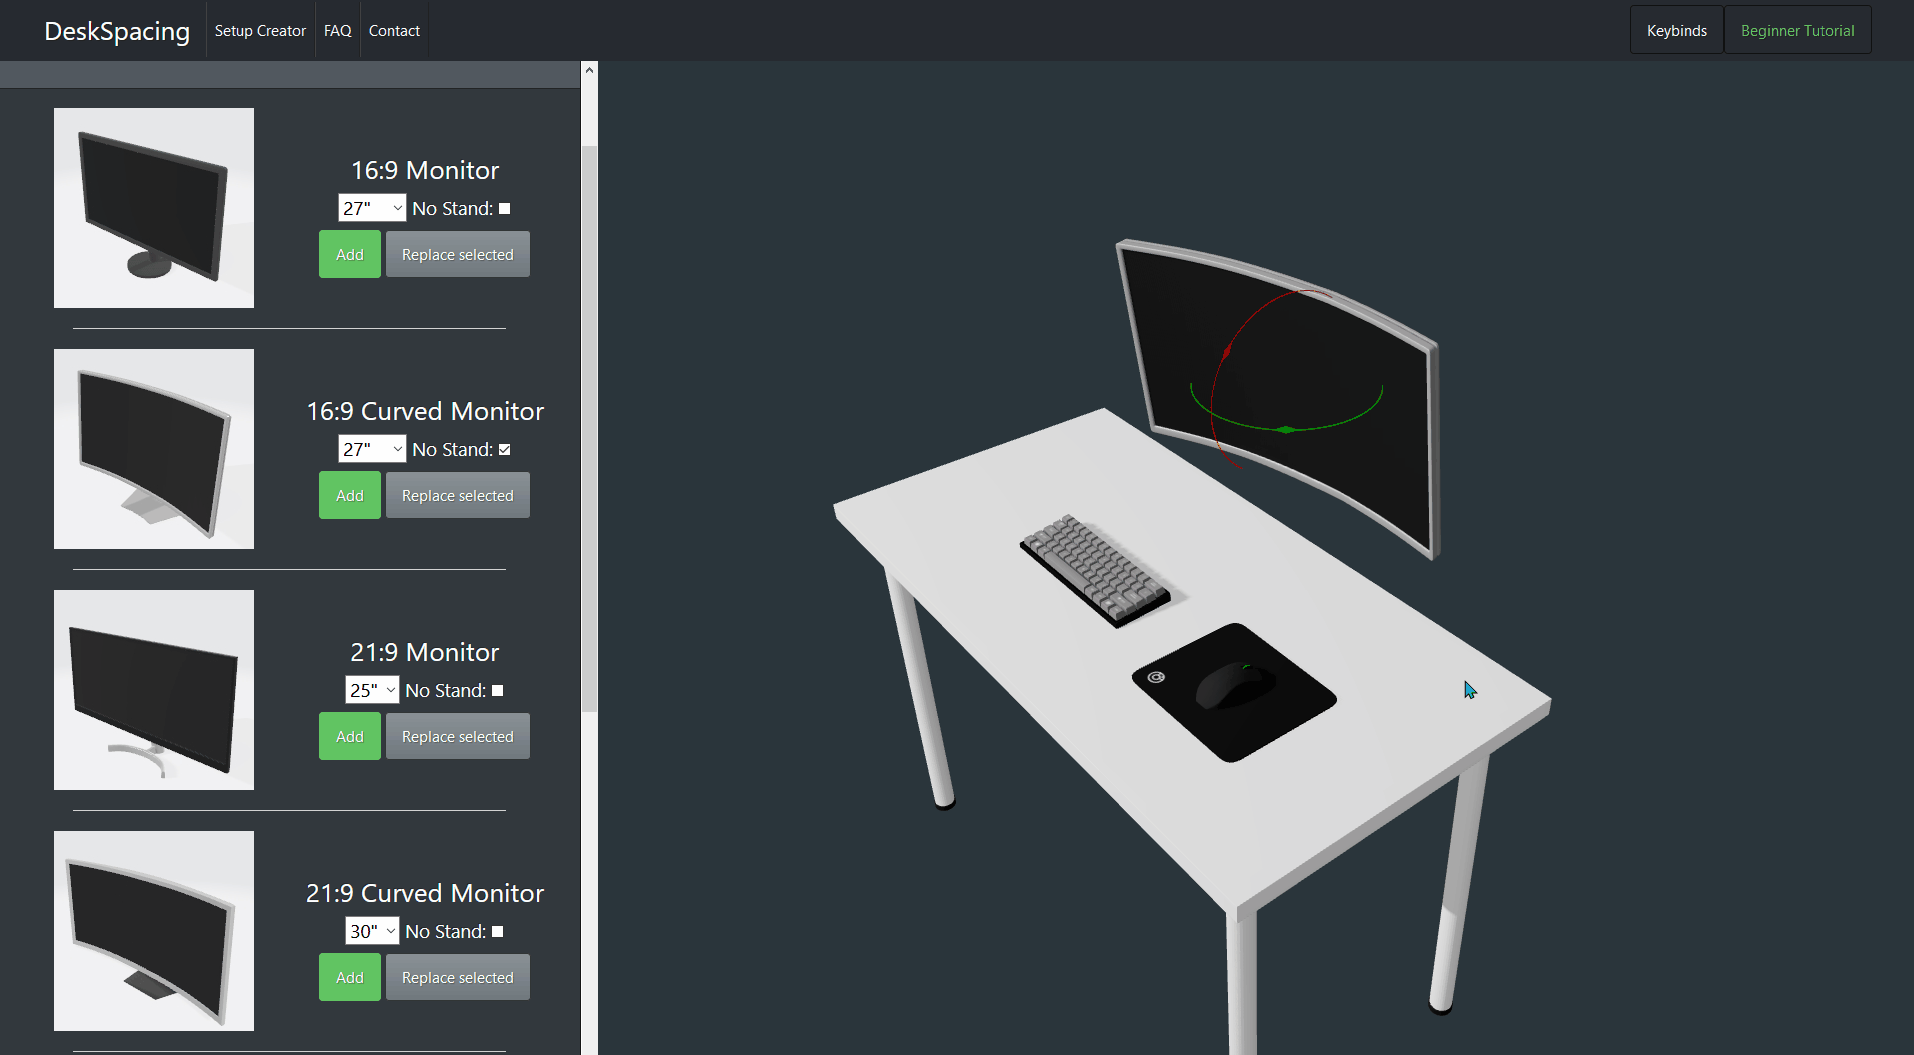 DeskSpacing
Setup Creator
FAQ
Contact
Keybinds
Beginner Tutorial
16:9 Monitor
27" No Stand:
Add Replace selected
16:9 Curved Monitor
27" No Stand:
Add Replace selected
21:9 Monitor
25" No Stand:
Add Replace selected
21:9 Curved Monitor
30" No Stand:
Add Replace selected